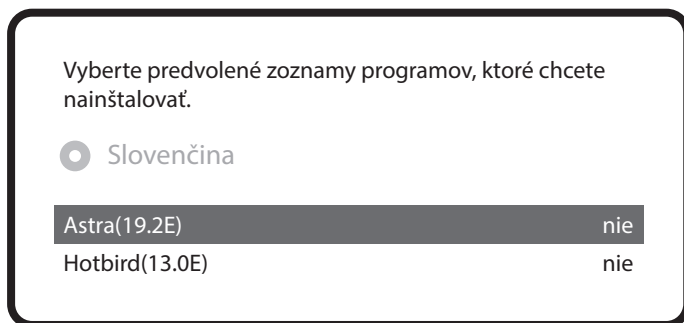 Vyberte predvolené zoznamy programov, ktoré chcete
nainštalovať.
Slovenčina
Astra(19.2E) nie
Hotbird(13.0E) nie